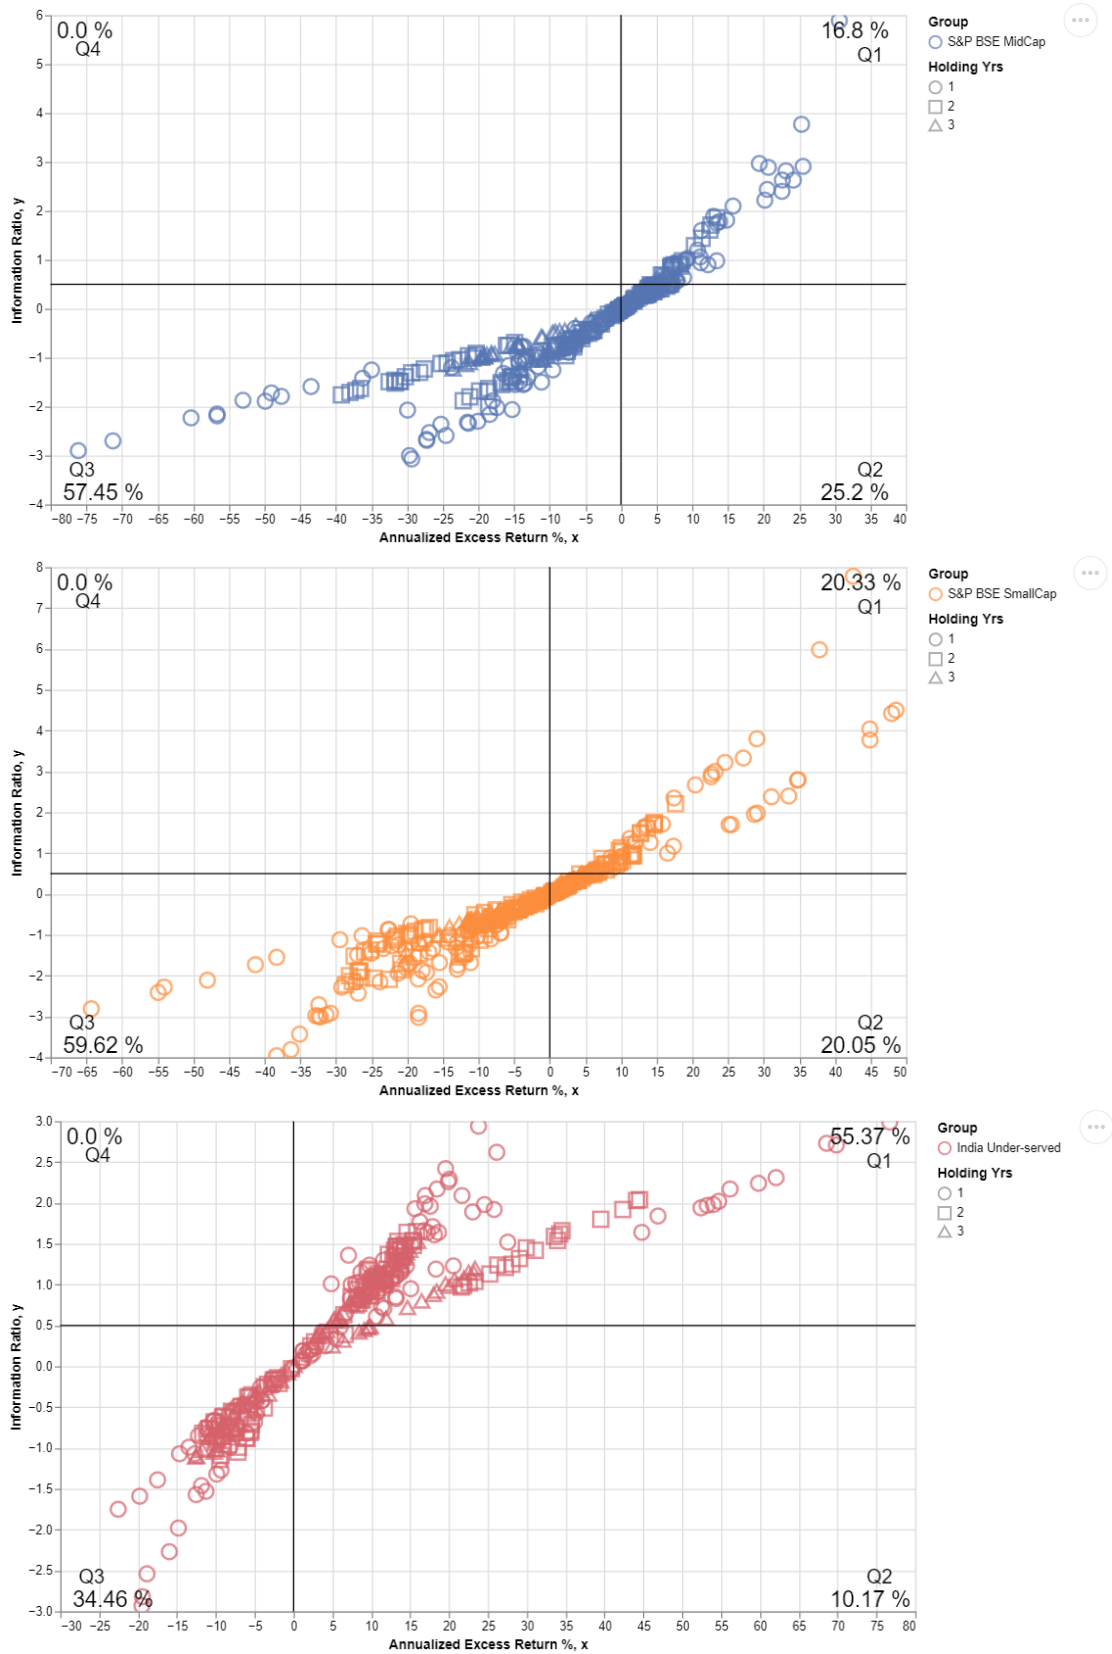 6
5
4
3
2
1
0
−1
−2
−3
−4
Information Ratio, y
0.0 %
Q4
16.8 %
Q1
Q3
57.45 %
Q2
25.2 %
−80 −75 −70 −65 −60 −55 −50 −45 −40 −35 −30 −25 −20 −15 −10 −5 0 5 10 15 20 25 30 35 40
Annualized Excess Return %, x
Group
S&P BSE MidCap
Holding Yrs
1
2
3
8
7
6
5
4
3
2
1
0
−1
−2
−3
−4
Information Ratio, y
0.0 %
Q4
20.33 %
Q1
Q3
59.62 %
Q2
20.05 %
−70 −65 −60 −55 −50 −45 −40 −35 −30 −25 −20 −15 −10 −5 0 5 10 15 20 25 30 35 40 45 50
Annualized Excess Return %, x
Group
S&P BSE SmallCap
Holding Yrs
1
2
3
3.0
2.5
2.0
1.5
1.0
0.5
0.0
−0.5
−1.0
−1.5
−2.0
−2.5
−3.0
Information Ratio, y
0.0 %
Q4
55.37 %
Q1
Q3
34.46 %
Q2
10.17 %
−30 −25 −20 −15 −10 −5 0 5 10 15 20 25 30 35 40 45 50 55 60 65 70 75 80
Annualized Excess Return %, x
Group
India Under-served
Holding Yrs
1
2
3